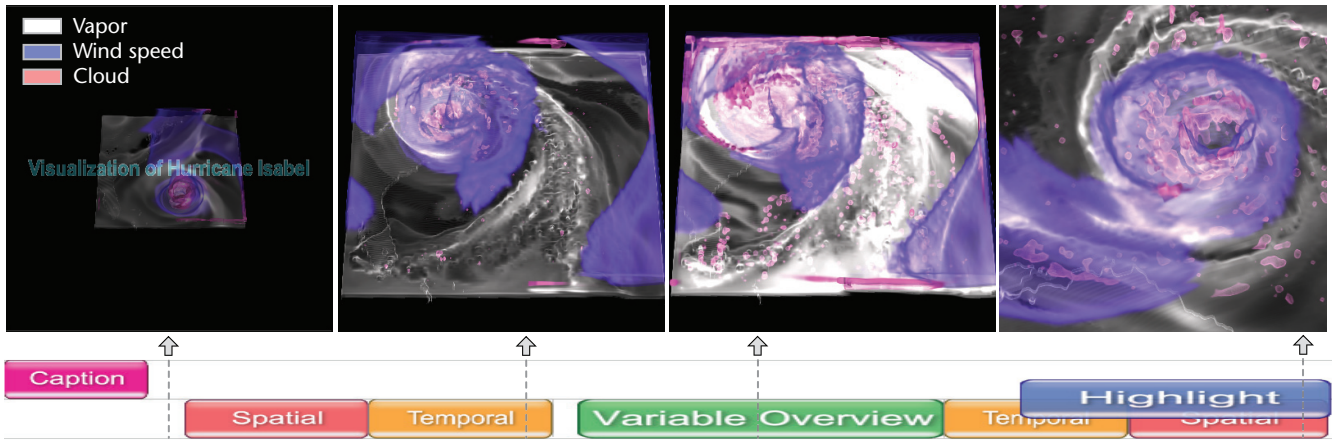 Vapor
Wind speed
Cloud
Visualization of Hurricane Isabel
Caption
Highlight
Spatial
Temporal
Variable Overview
Temporal
Spatial